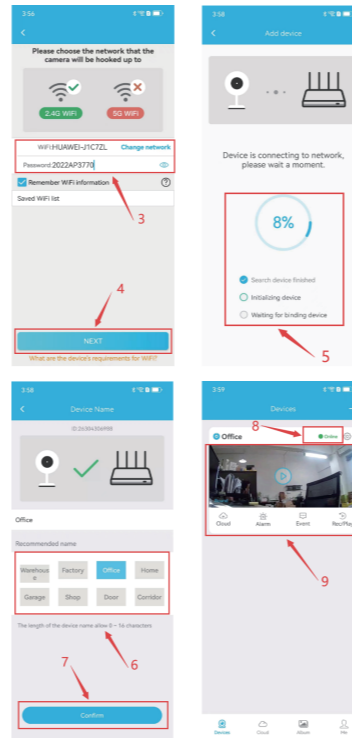 3:56
Please choose the network that the
camera will be hooked up to
2.4G WIFI
5G WIFI
WiFi:HUAWEI-J1C7ZL Change network
Password:2022AP3770
Remember WiFi information
Saved WiFi list
3
4
NEXT
What are the device's requirements for WiFi?
3:58
Add device
Device is connecting to network,
please wait a moment.
8%
Search device finished
Initializing device
Waiting for binding device
5
3:58
Device Name
Office
Recommended name
Warehous
e
Factory
Office
Home
Garage
Shop
Door
Corridor
The length of the device name allow 0 - 16 characters
7
6
Confirm
3:59
Devices
8
Office
Online
Cloud
Alarm
Event
Rec/Play
9
Devices
Cloud
Album
Me